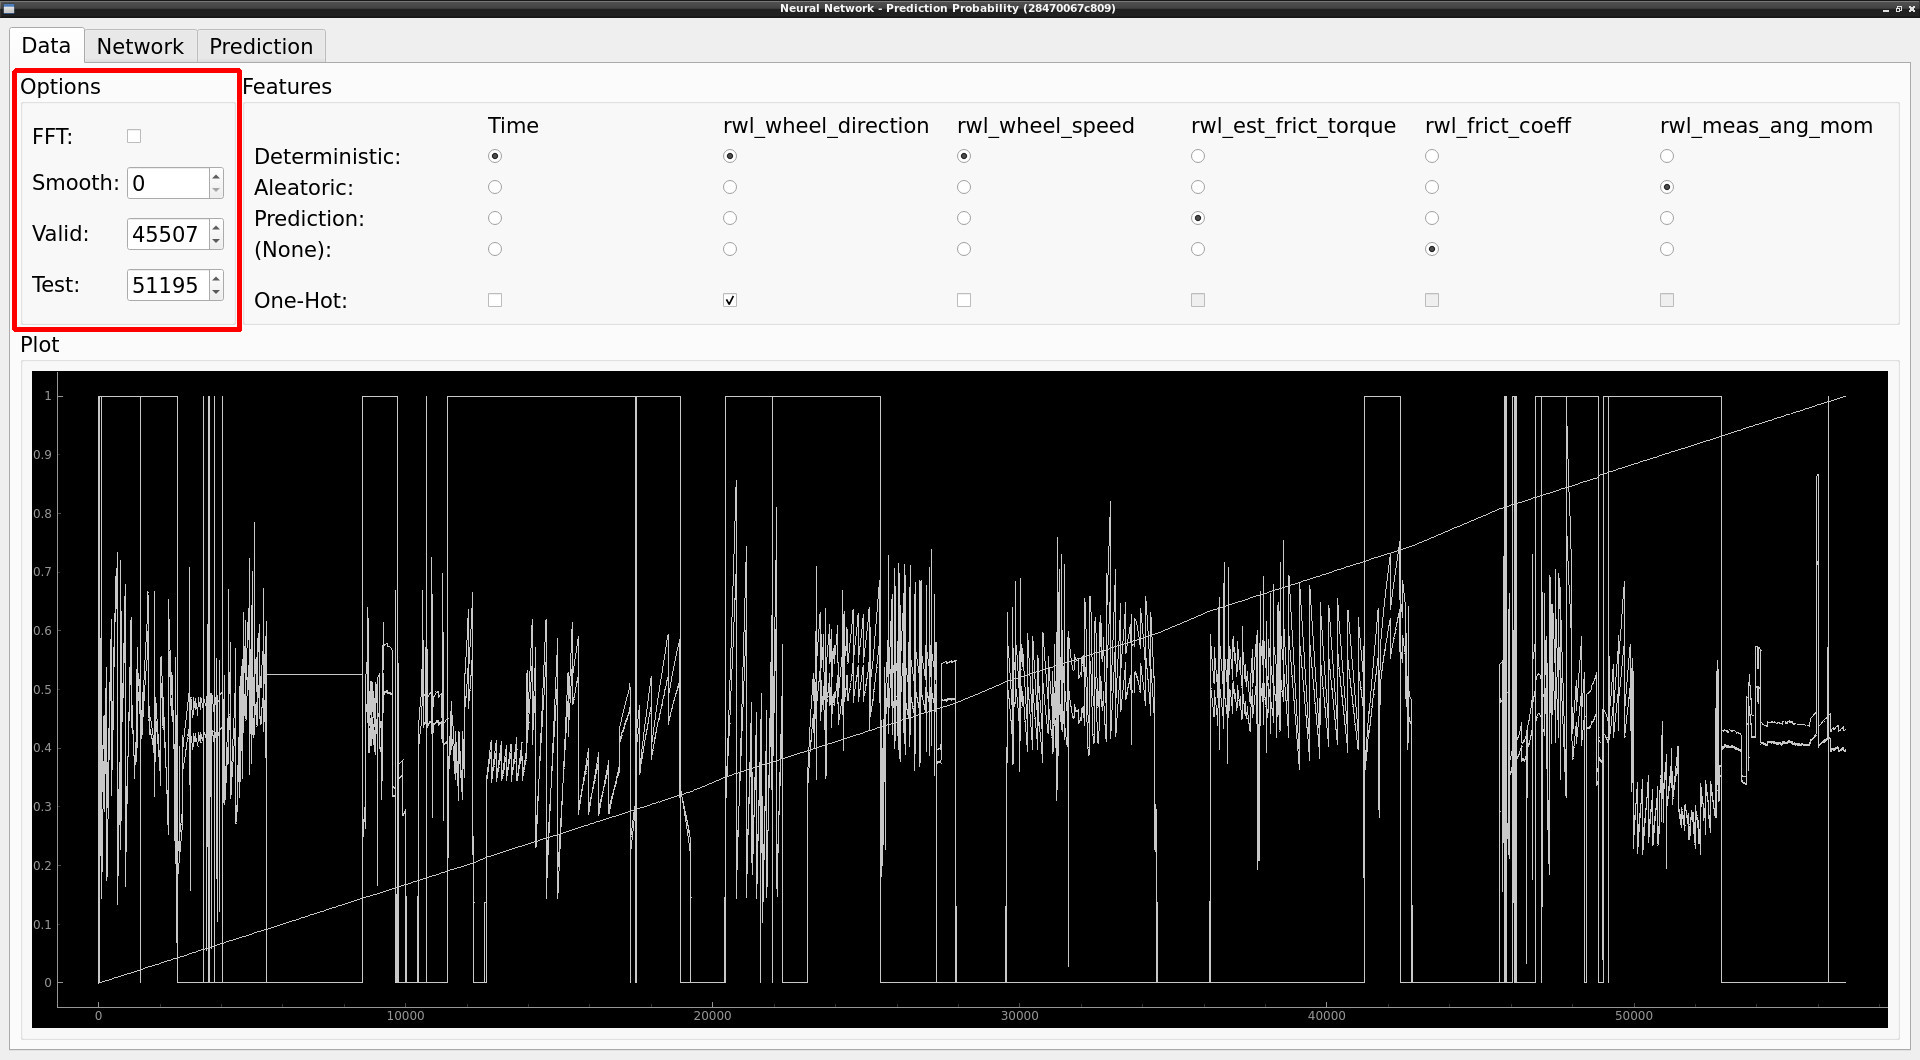 Neural Network - Prediction Probability (28470067c809)
Data Network Prediction
Options
FFT:
Smooth: 0
Valid: 45507
Test: 51195
Features
Time rwl_wheel_direction rwl_wheel_speed rwl_est_frict_torque rwl_frict_coeff rwl_meas_ang_mom
Deterministic:
Aleatoric:
Prediction:
(None):
One-Hot:
Plot
1
0.9
0.8
0.7
0.6
0.5
0.4
0.3
0.2
0.1
0
0 10000 20000 30000 40000 50000